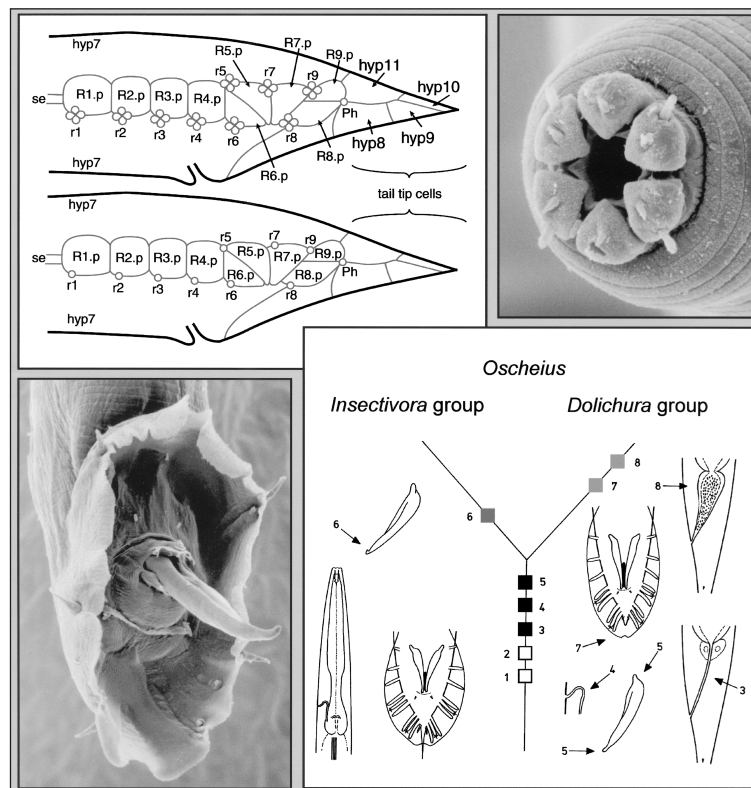 hyp7
R5.p
r5
r7
R7.p
r9
R9.p
hyp11
hyp10
se
R1.p
R2.p
R3.p
R4.p
Ph
r1
r2
r3
r4
r6
r8
hyp8
hyp9
R6.p
R8.p
hyp7
tail tip cells
hyp7
r5
r7
r9
se
R1.p
R2.p
R3.p
R4.p
R5.p
R7.p
R9.p
R6.p
R8.p
Ph
r1
r2
r3
r4
r6
r8
hyp7
Oscheius
Insectivora group
Dolichura group
8
7
6
8
6
5
4
3
2
1
7
5
4
3
5